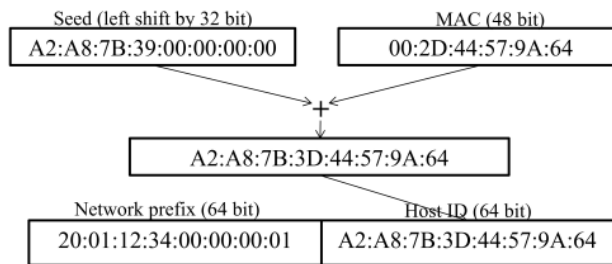 Seed (left shift by 32 bit) MAC (48 bit)
A2:A8:7B:39:00:00:00:00 00:2D:44:57:9A:64
+
A2:A8:7B:3D:44:57:9A:64
Network prefix (64 bit) Host ID (64 bit)
20:01:12:34:00:00:00:01 A2:A8:7B:3D:44:57:9A:64